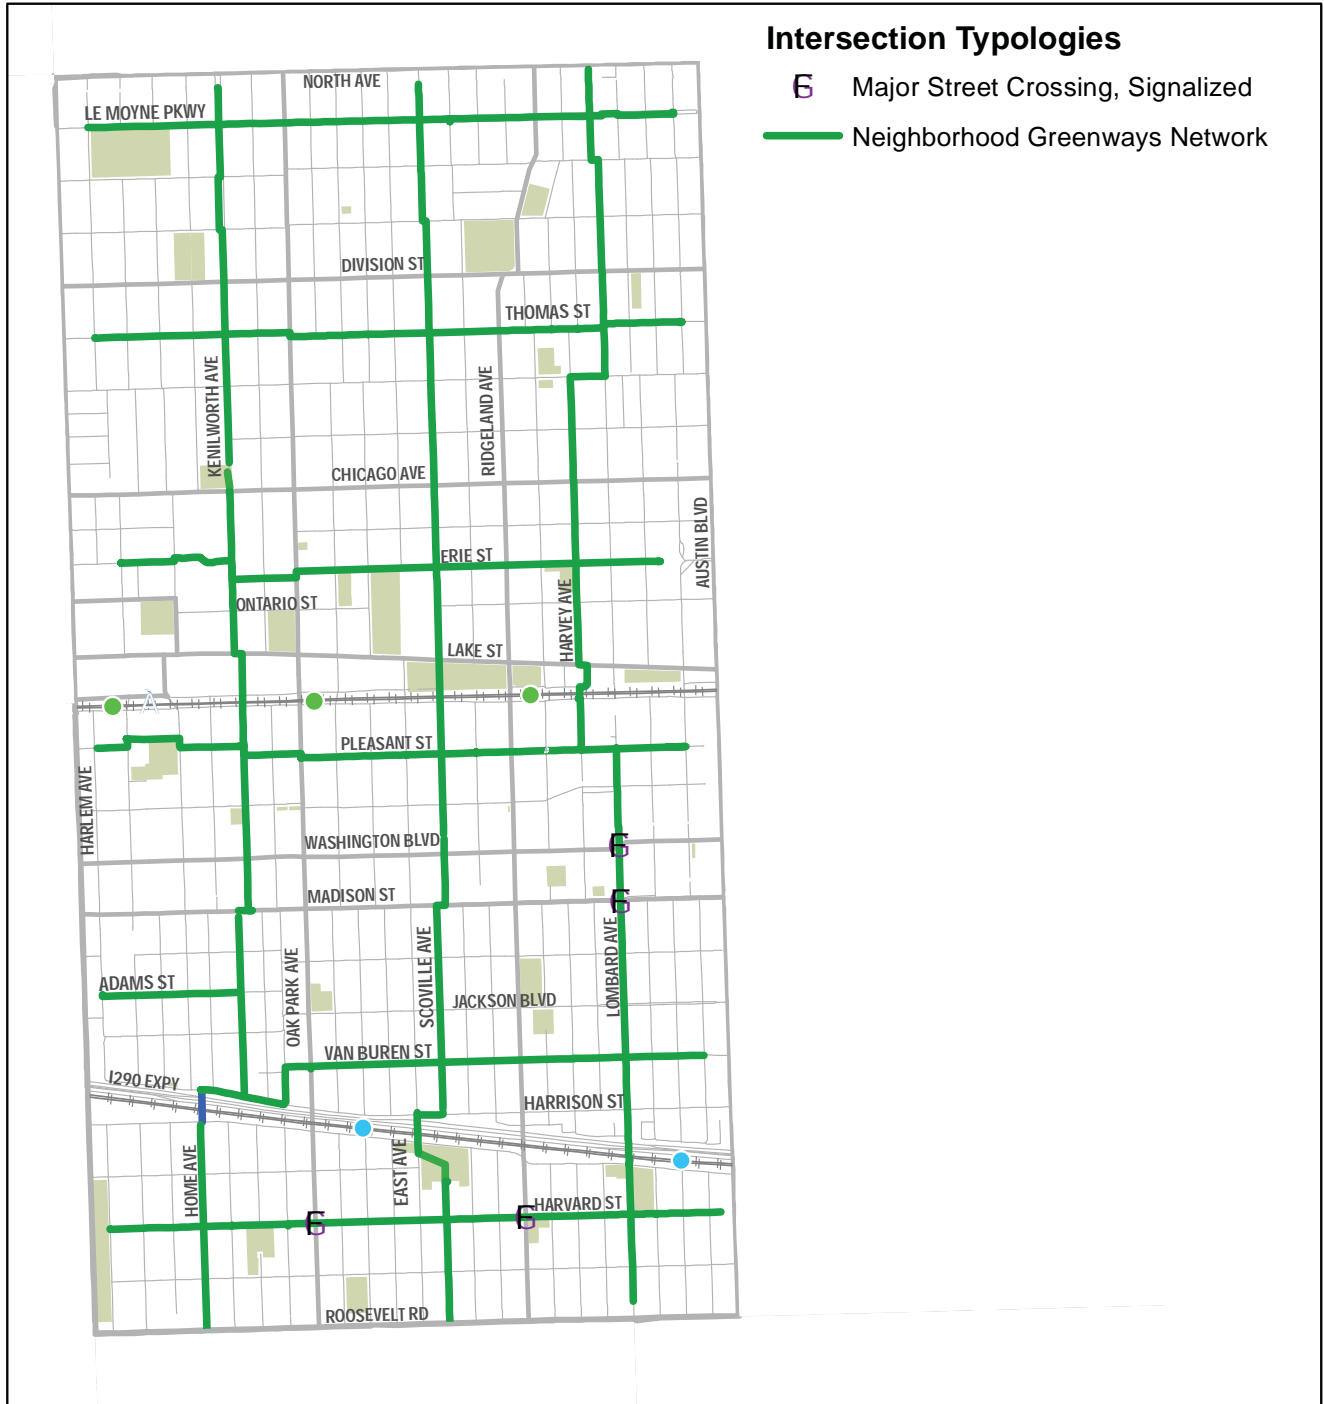 Intersection Typologies
Major Street Crossing, Signalized
Neighborhood Greenways Network
NORTH AVE
LE MOYNE PKWY
DIVISION ST
THOMAS ST
KENILWORTH AVE
RIDGELAND AVE
CHICAGO AVE
AUSTIN BLVD
ERIE ST
ONTARIO ST
HARVEY AVE
LAKE ST
PLEASANT ST
HARLEM AVE
WASHINGTON BLVD
MADISON ST
LOMBARD AVE
SCOVILLE AVE
OAK PARK AVE
ADAMS ST
JACKSON BLVD
VAN BUREN ST
I290 EXPY
HARRISON ST
HOME AVE
EAST AVE
HARVARD ST
ROOSEVELT RD